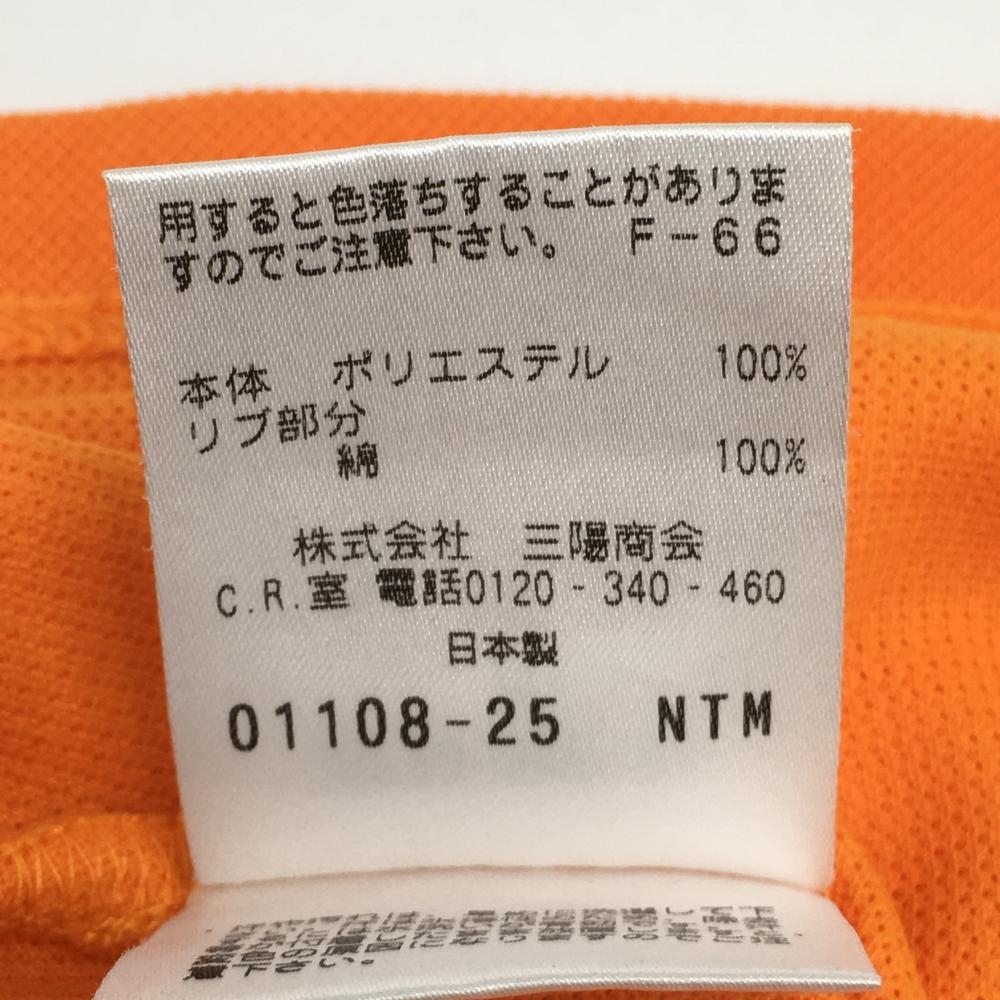 用すると色落ちすることがありま
すのでご注意下さい。 F-66
本体 ポリエステル 100%
リブ部分
綿 100%
株式会社 三陽商会
C.R.室 電話0120-340-460
日本製
01108-25 NTM